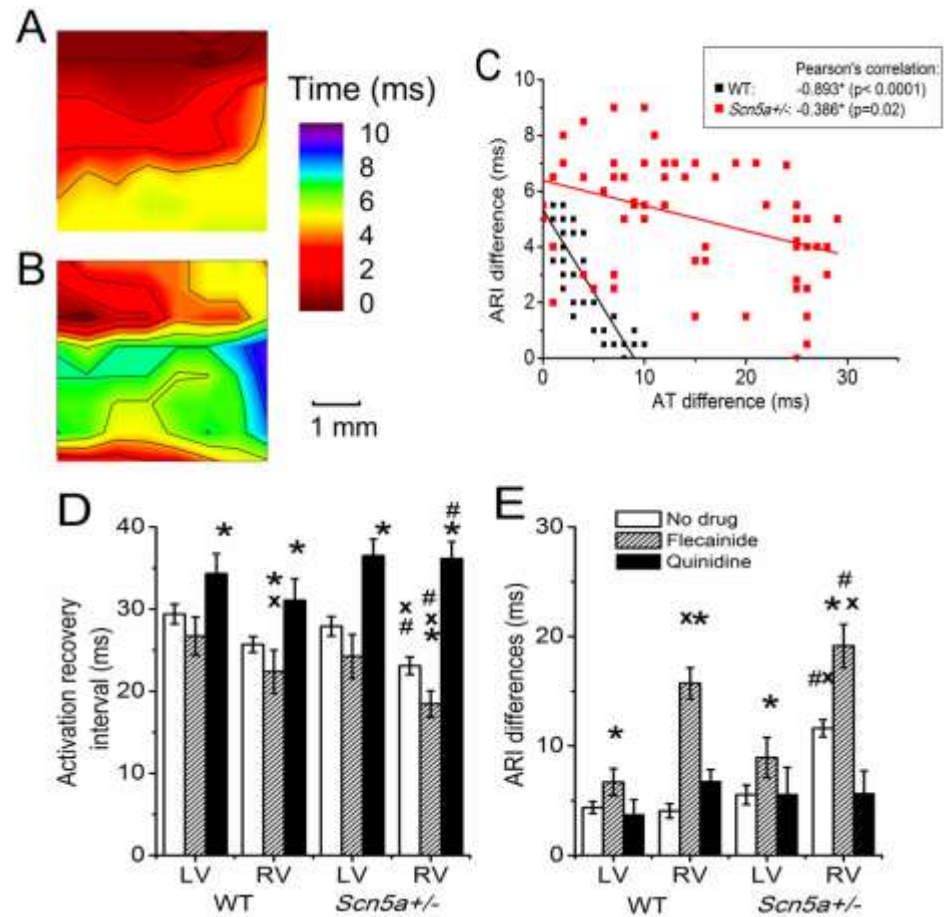 A
B
Time (ms)
10
8
6
4
2
0
1 mm
C
Pearson's correlation:
WT: -0.893* (p< 0.0001)
Scn5a+/-: -0.386* (p=0.02)
ARI difference (ms)
10
8
6
4
2
0
0 10 20 30
AT difference (ms)
D
Activation recovery
interval (ms)
40
30
20
10
0
* * * #
*
*
x
x
#
#
x
*
LV RV LV RV
WT Scn5a+/-
E
No drug
Flecainide
Quinidine
ARI differences (ms)
30
20
10
0
* x* * #
* x
#x
LV RV LV RV
WT Scn5a+/-